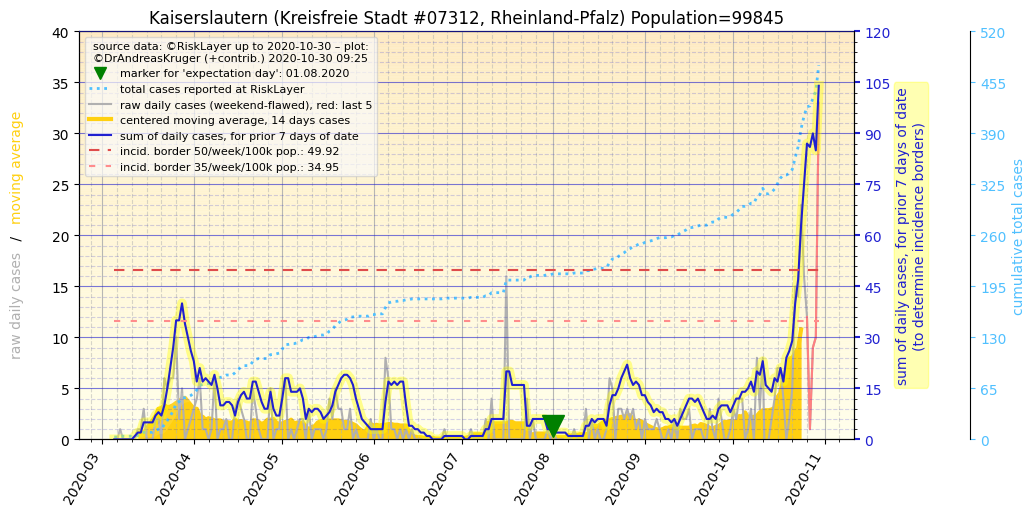 Kaiserslautern (Kreisfreie Stadt #07312, Rheinland-Pfalz) Population=99845
source data: ©RiskLayer up to 2020-10-30 – plot:
©DrAndreasKruger (+contrib.) 2020-10-30 09:25
marker for 'expectation day': 01.08.2020
total cases reported at RiskLayer
raw daily cases (weekend-flawed), red: last 5
centered moving average, 14 days cases
sum of daily cases, for prior 7 days of date
incid. border 50/week/100k pop.: 49.92
incid. border 35/week/100k pop.: 34.95
raw daily cases / moving average
40
35
30
25
20
15
10
5
0
2020-03
2020-04
2020-05
2020-06
2020-07
2020-08
2020-09
2020-10
2020-11
120
105
90
75
60
45
30
15
0
sum of daily cases, for prior 7 days of date
(to determine incidence borders)
520
455
390
325
260
195
130
65
0
cumulative total cases